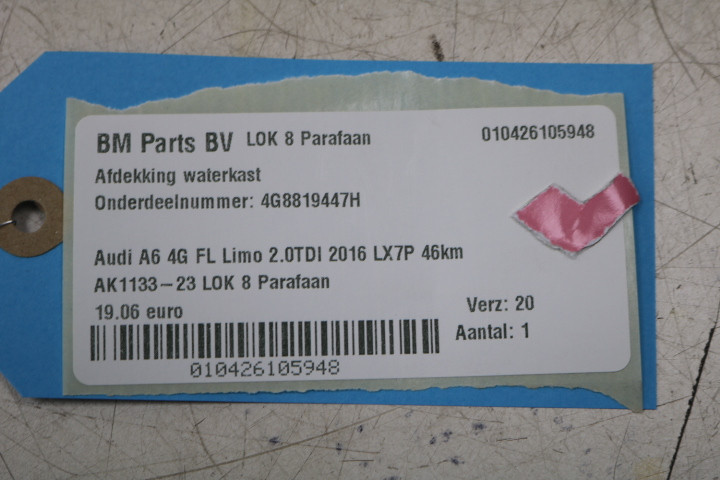 BM Parts BV LOK 8 Parafaan 010426105948
Afdekking waterkast
Onderdeelnummer: 4G8819447H
Audi A6 4G FL Limo 2.0TDI 2016 LX7P 46km
AK1133-23 LOK 8 Parafaan
19.06 euro
Verz: 20
Aantal: 1
010426105948